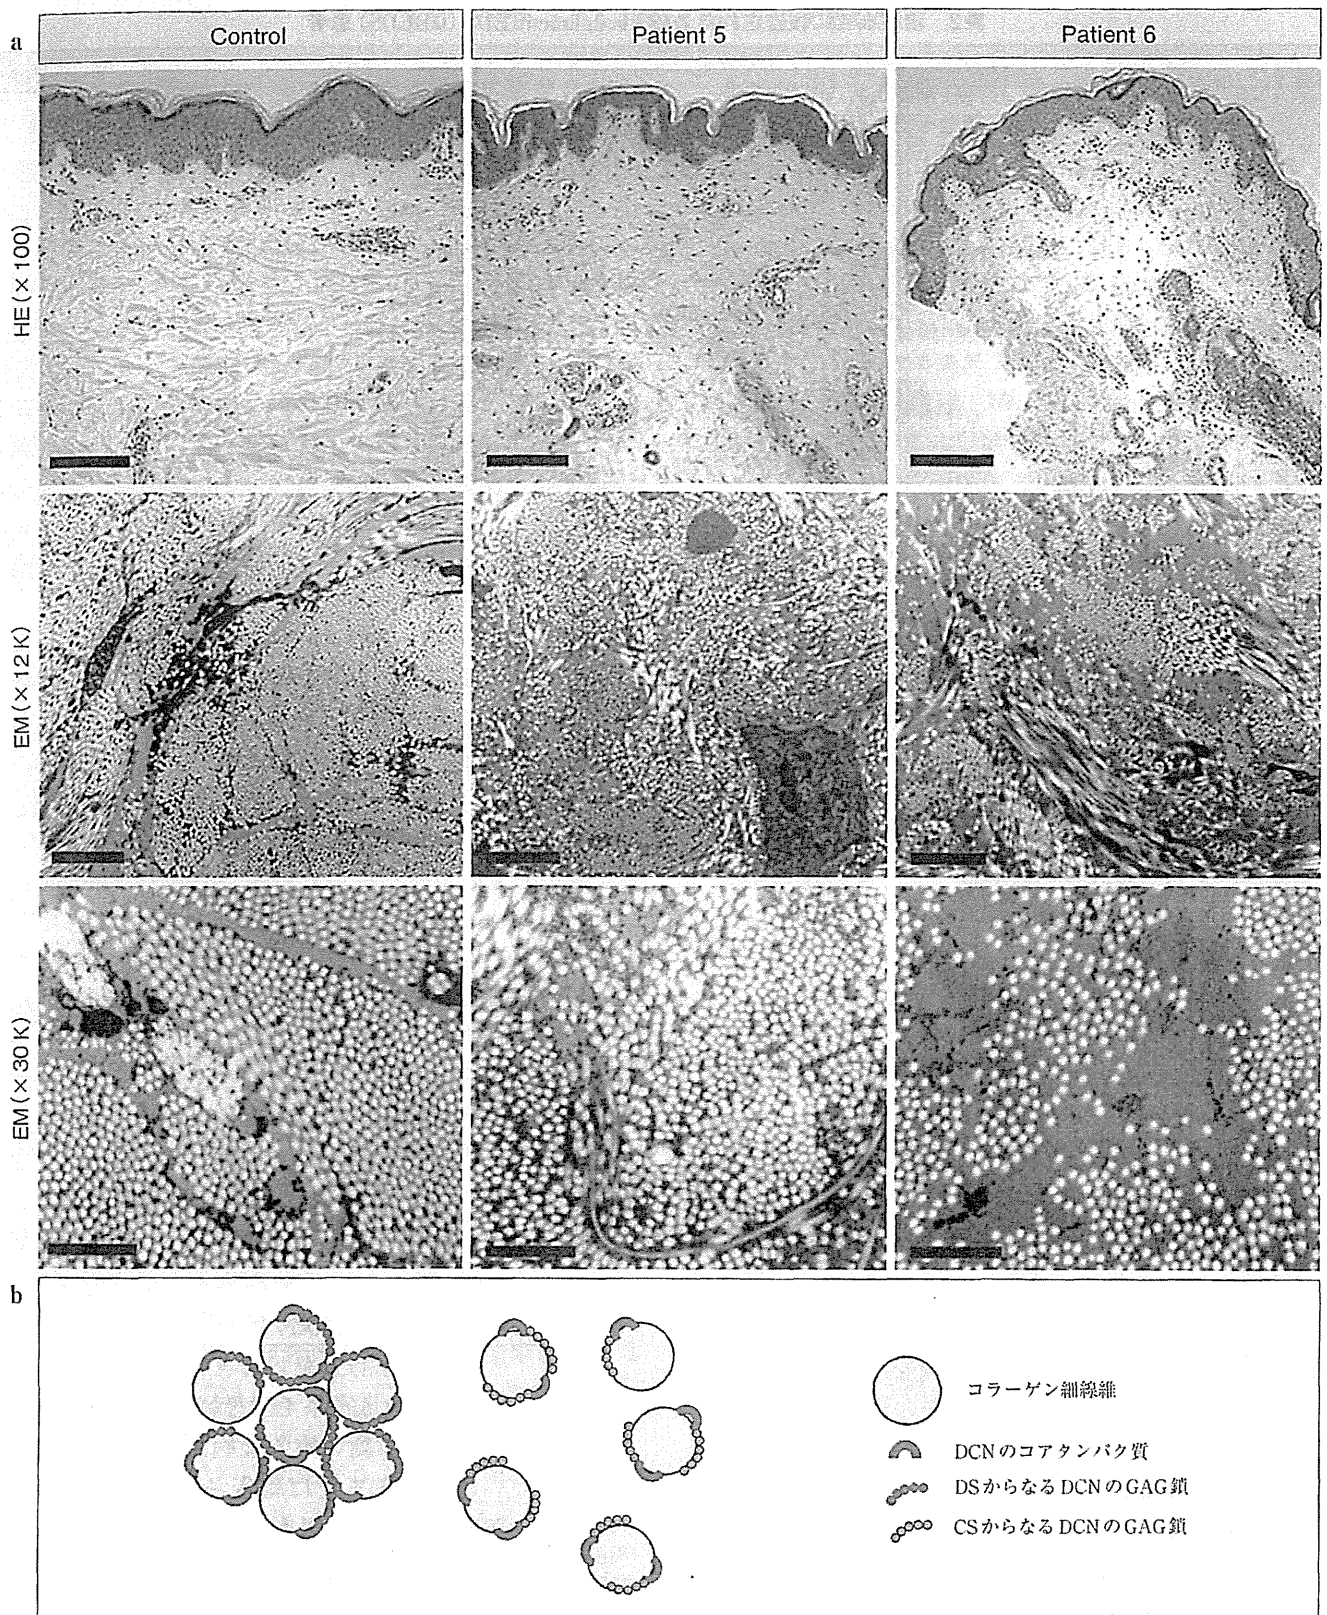 a
Control
Patient 5
Patient 6
HE(×100)
EM(×12K)
EM(×30K)
b
コラーゲン細線維
DCNのコアタンパク質
DSからなるDCNのGAG鎖
CSからなるDCNのGAG鎖